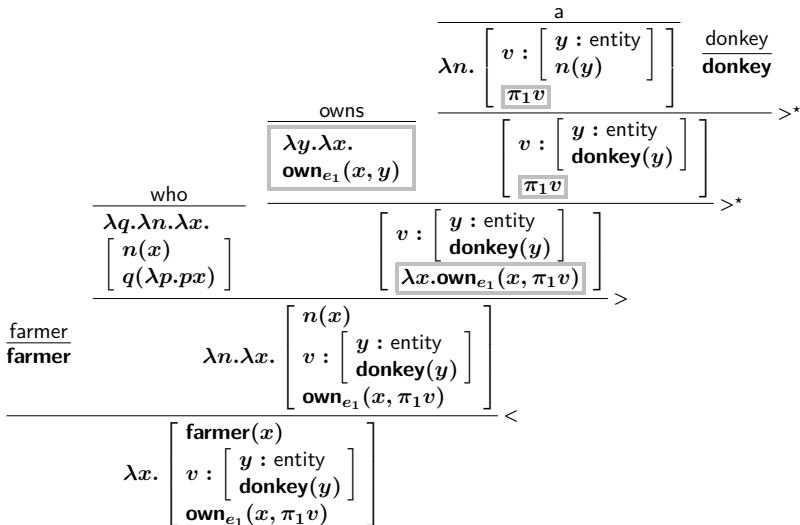 a
λn. [ v : [ y : entity
n(y) ]
π₁v ]
donkey
donkey
>*
owns
λy.λx.
own_{e₁}(x, y)
[ v : [ y : entity
donkey(y) ]
π₁v ]
>*
who
λq.λn.λx.
[ n(x)
q(λp.px) ]
[ v : [ y : entity
donkey(y) ]
λx.own_{e₁}(x, π₁v) ]
>
farmer
farmer
λn.λx. [ n(x)
v : [ y : entity
donkey(y) ]
own_{e₁}(x, π₁v) ]
<
λx. [ farmer(x)
v : [ y : entity
donkey(y) ]
own_{e₁}(x, π₁v) ]